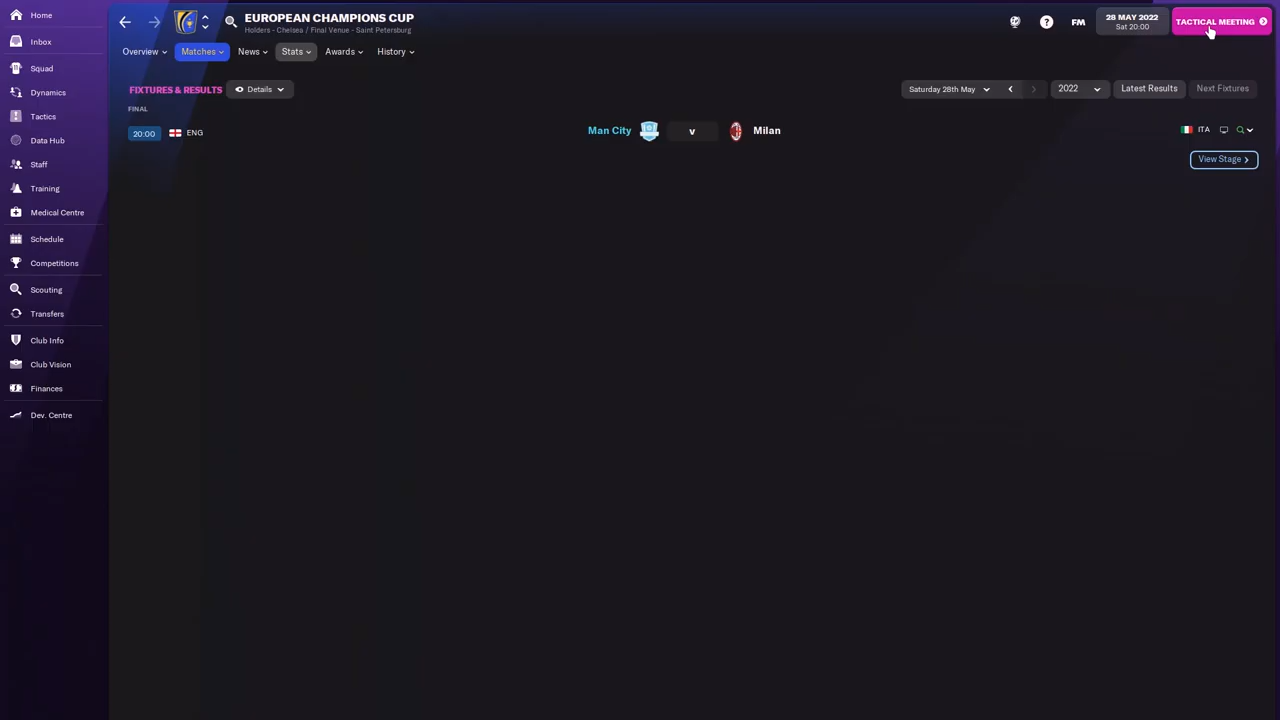 Home
Inbox
Squad
Dynamics
Tactics
Data Hub
Staff
Training
Medical Centre
Schedule
Competitions
Scouting
Transfers
Club Info
Club Vision
Finances
Dev. Centre
EUROPEAN CHAMPIONS CUP
Holders - Chelsea / Final Venue - Saint Petersburg
? FM
28 MAY 2022
Sat 20:00
TACTICAL MEETING
Overview Matches News Stats Awards History
FIXTURES & RESULTS Details Saturday 28th May 2022 Latest Results Next Fixtures
FINAL
20:00 ENG Man City v Milan ITA
View Stage